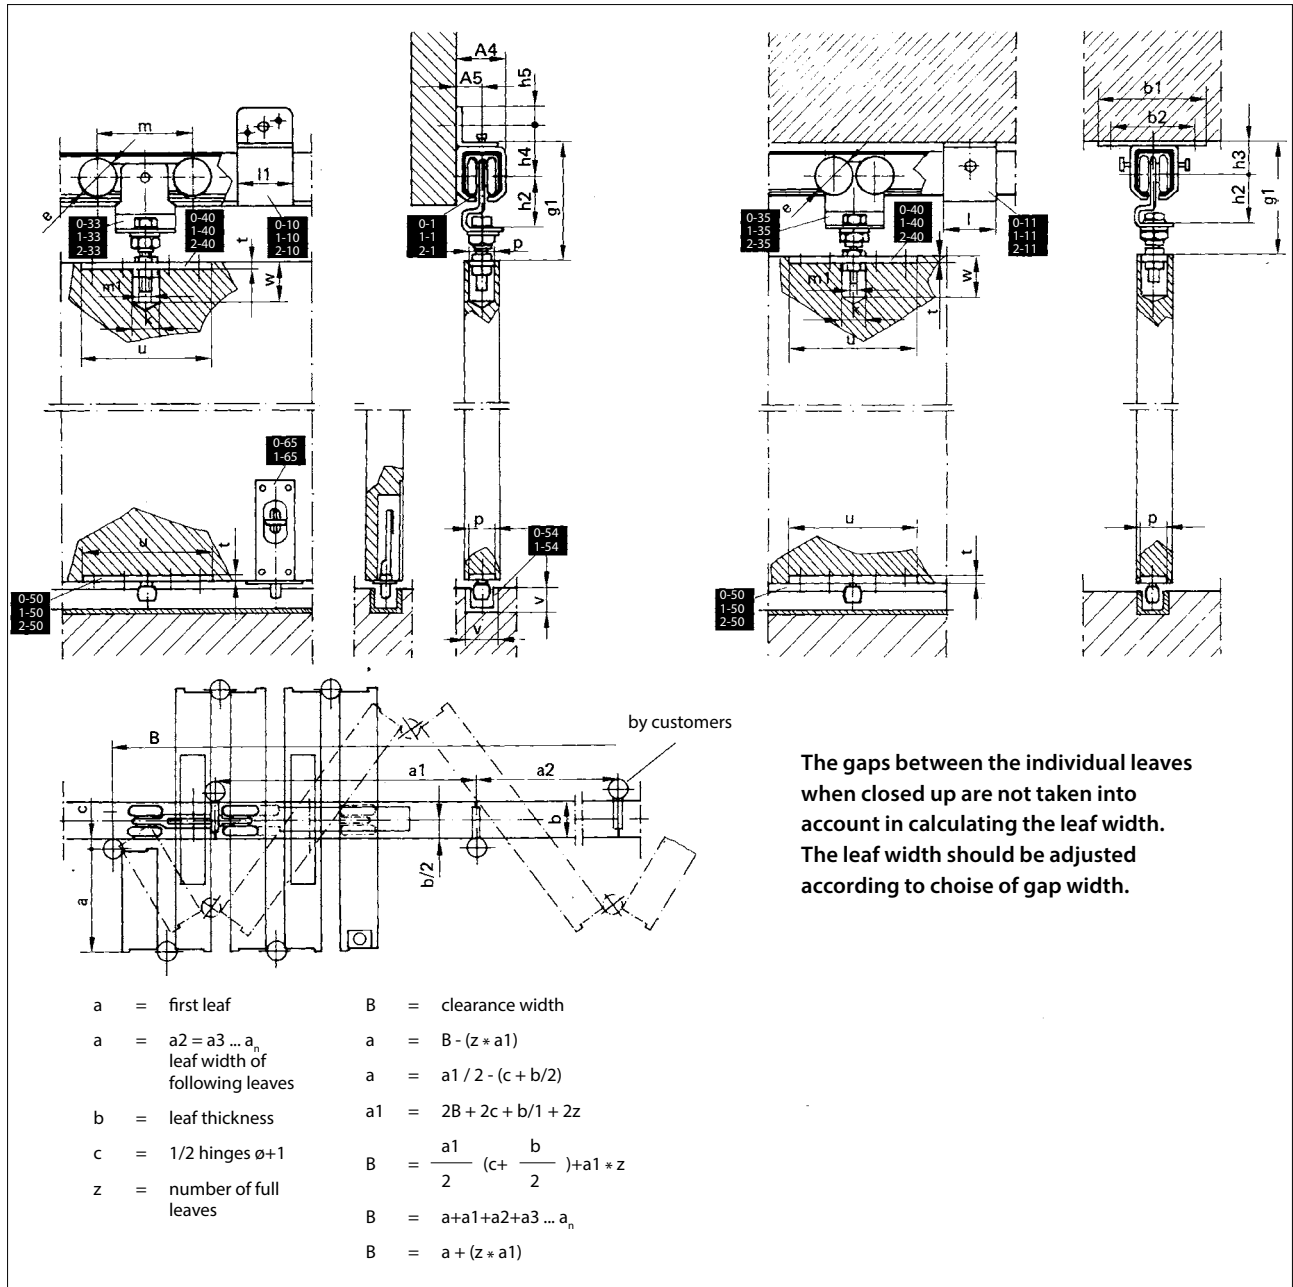 A4
A5
h5
h4
h2
g1
m
l1
e
0-33
1-33
2-33
0-40
1-40
2-40
0-10
1-10
2-10
0-1
1-1
2-1
p
t
w
m1
k
u
b1
b2
h3
h2
g1
e
0-35
1-35
2-35
0-40
1-40
2-40
l
0-11
1-11
2-11
m1
w
k
t
u
0-65
1-65
u
t
p
0-54
1-54
v
v
0-50
1-50
2-50
u
t
p
0-50
1-50
2-50
by customers
B
a1
a2
c
b
b/2
a
The gaps between the individual leaves
when closed up are not taken into
account in calculating the leaf width.
The leaf width should be adjusted
according to choise of gap width.
a = first leaf
a = a2 = a3 ... an
leaf width of
following leaves
b = leaf thickness
c = 1/2 hinges ø+1
z = number of full
leaves
B = clearance width
a = B - (z * a1)
a = a1 / 2 - (c + b/2)
a1 = 2B + 2c + b/1 + 2z
B = a1/2 (c+ b/2 )+a1 * z
B = a+a1+a2+a3 ... an
B = a + (z * a1)